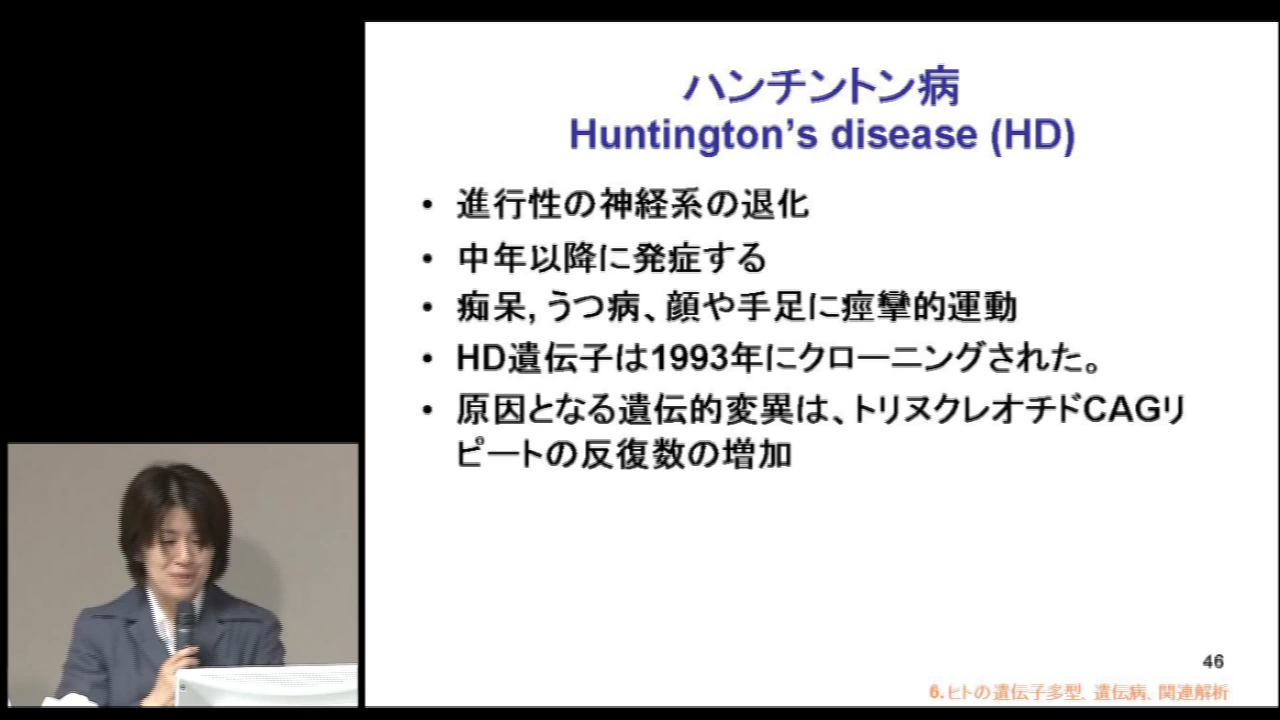 ハンチントン病
Huntington's disease (HD)
• 進行性の神経系の退化
• 中年以降に発症する
• 痴呆, うつ病、顔や手足に痙攣的運動
• HD遺伝子は1993年にクローニングされた。
• 原因となる遺伝的変異は、トリヌクレオチドCAGリ
ピートの反復数の増加
46
6. ヒトの遺伝子多型、遺伝病、関連解析